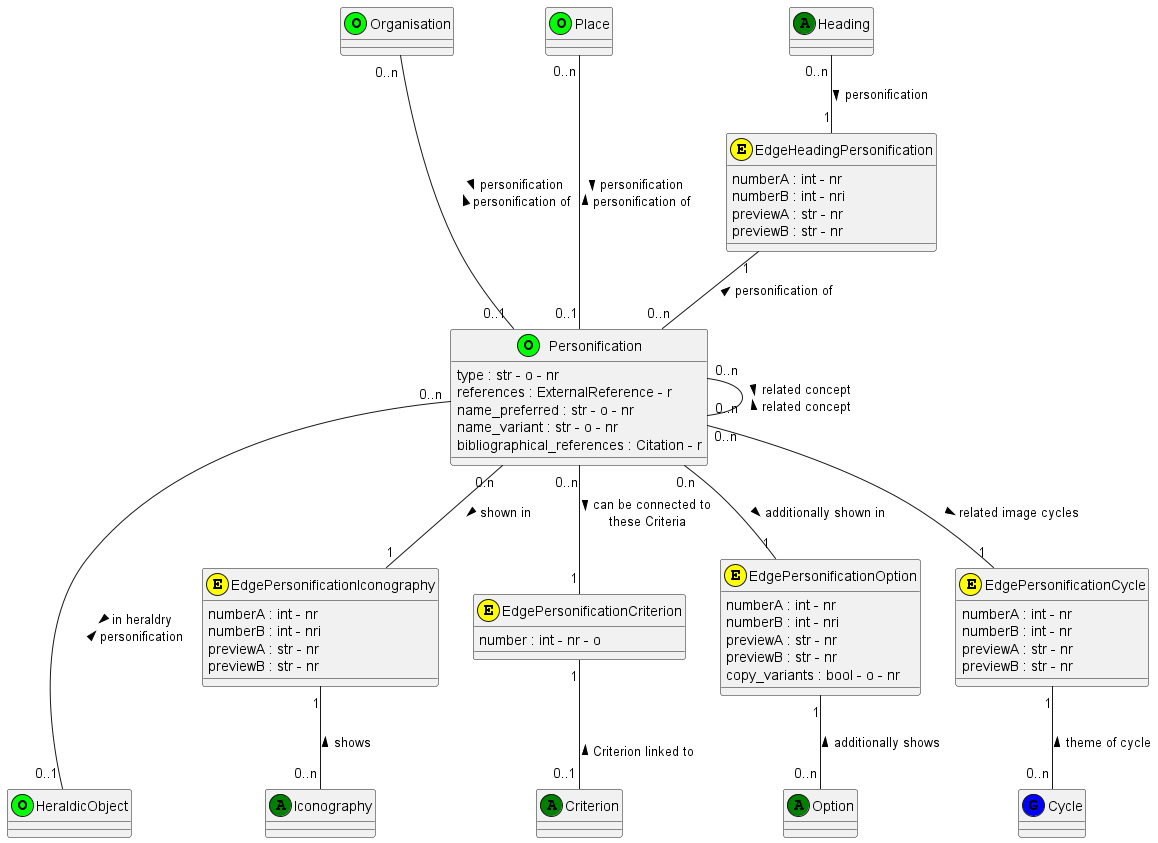 O Organisation
O Place
A Heading
0..n
0..n
0..n
personification
1
E EdgeHeadingPersonification
numberA : int - nr
numberB : int - nri
previewA : str - nr
previewB : str - nr
personification
personification of
personification
personification of
1
personification of
0..1
0..1
0..n
O Personification
type : str - o - nr
references : ExternalReference - r
name_preferred : str - o - nr
name_variant : str - o - nr
bibliographical_references : Citation - r
0..n
0..n
related concept
related concept
0..n
0..n
0..n
0..n
0..n
shown in
can be connected to
these Criteria
additionally shown in
related image cycles
1
1
1
1
E EdgePersonificationIconography
numberA : int - nr
numberB : int - nri
previewA : str - nr
previewB : str - nr
E EdgePersonificationCriterion
number : int - nr - o
E EdgePersonificationOption
numberA : int - nr
numberB : int - nri
previewA : str - nr
previewB : str - nr
copy_variants : bool - o - nr
E EdgePersonificationCycle
numberA : int - nr
numberB : int - nr
previewA : str - nr
previewB : str - nr
in heraldry
personification
1
1
1
1
shows
Criterion linked to
additionally shows
theme of cycle
0..1
0..n
0..1
0..n
0..n
O HeraldicObject
A Iconography
A Criterion
A Option
G Cycle